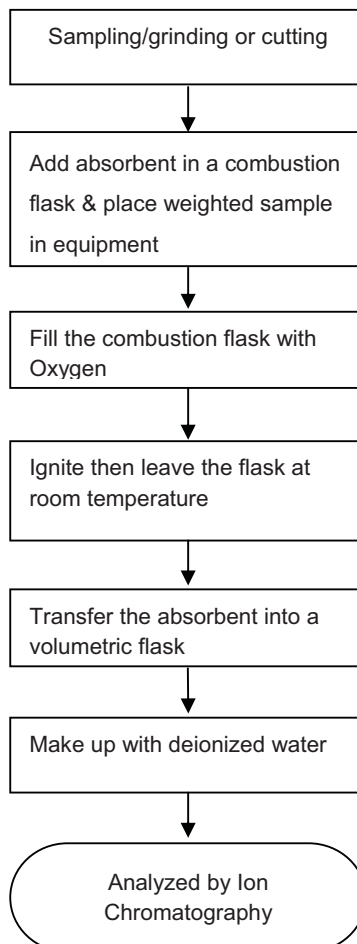 Sampling/grinding or cutting
Add absorbent in a combustion
flask & place weighted sample
in equipment
Fill the combustion flask with
Oxygen
Ignite then leave the flask at
room temperature
Transfer the absorbent into a
volumetric flask
Make up with deionized water
Analyzed by Ion
Chromatography